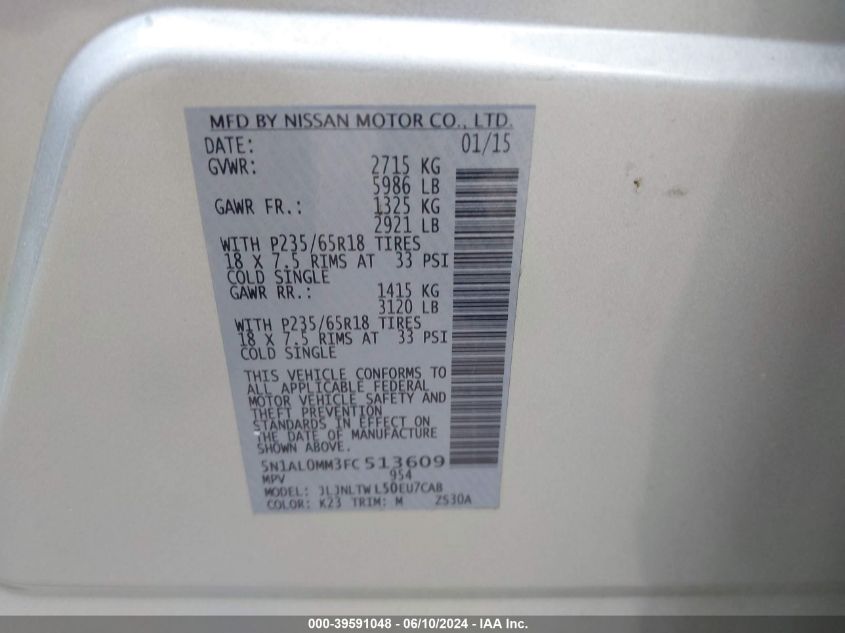 MFD BY NISSAN MOTOR CO., LTD.
DATE: 01/15
GVWR: 2715 KG
5986 LB
GAWR FR.: 1325 KG
2921 LB
WITH P235/65R18 TIRES
18 X 7.5 RIMS AT 33 PSI
COLD SINGLE
GAWR RR.: 1415 KG
3120 LB
WITH P235/65R18 TIRES
18 X 7.5 RIMS AT 33 PSI
COLD SINGLE
THIS VEHICLE CONFORMS TO
ALL APPLICABLE FEDERAL
MOTOR VEHICLE SAFETY AND
THEFT PREVENTION
STANDARDS IN EFFECT ON
THE DATE OF MANUFACTURE
SHOWN ABOVE.
5N1AL0MM3FC513609
MPV 954
MODEL: JLJNLTW L50EU7CAB
COLOR: K23 TRIM: M ZS30A
000-39591048 - 06/10/2024 - IAA Inc.